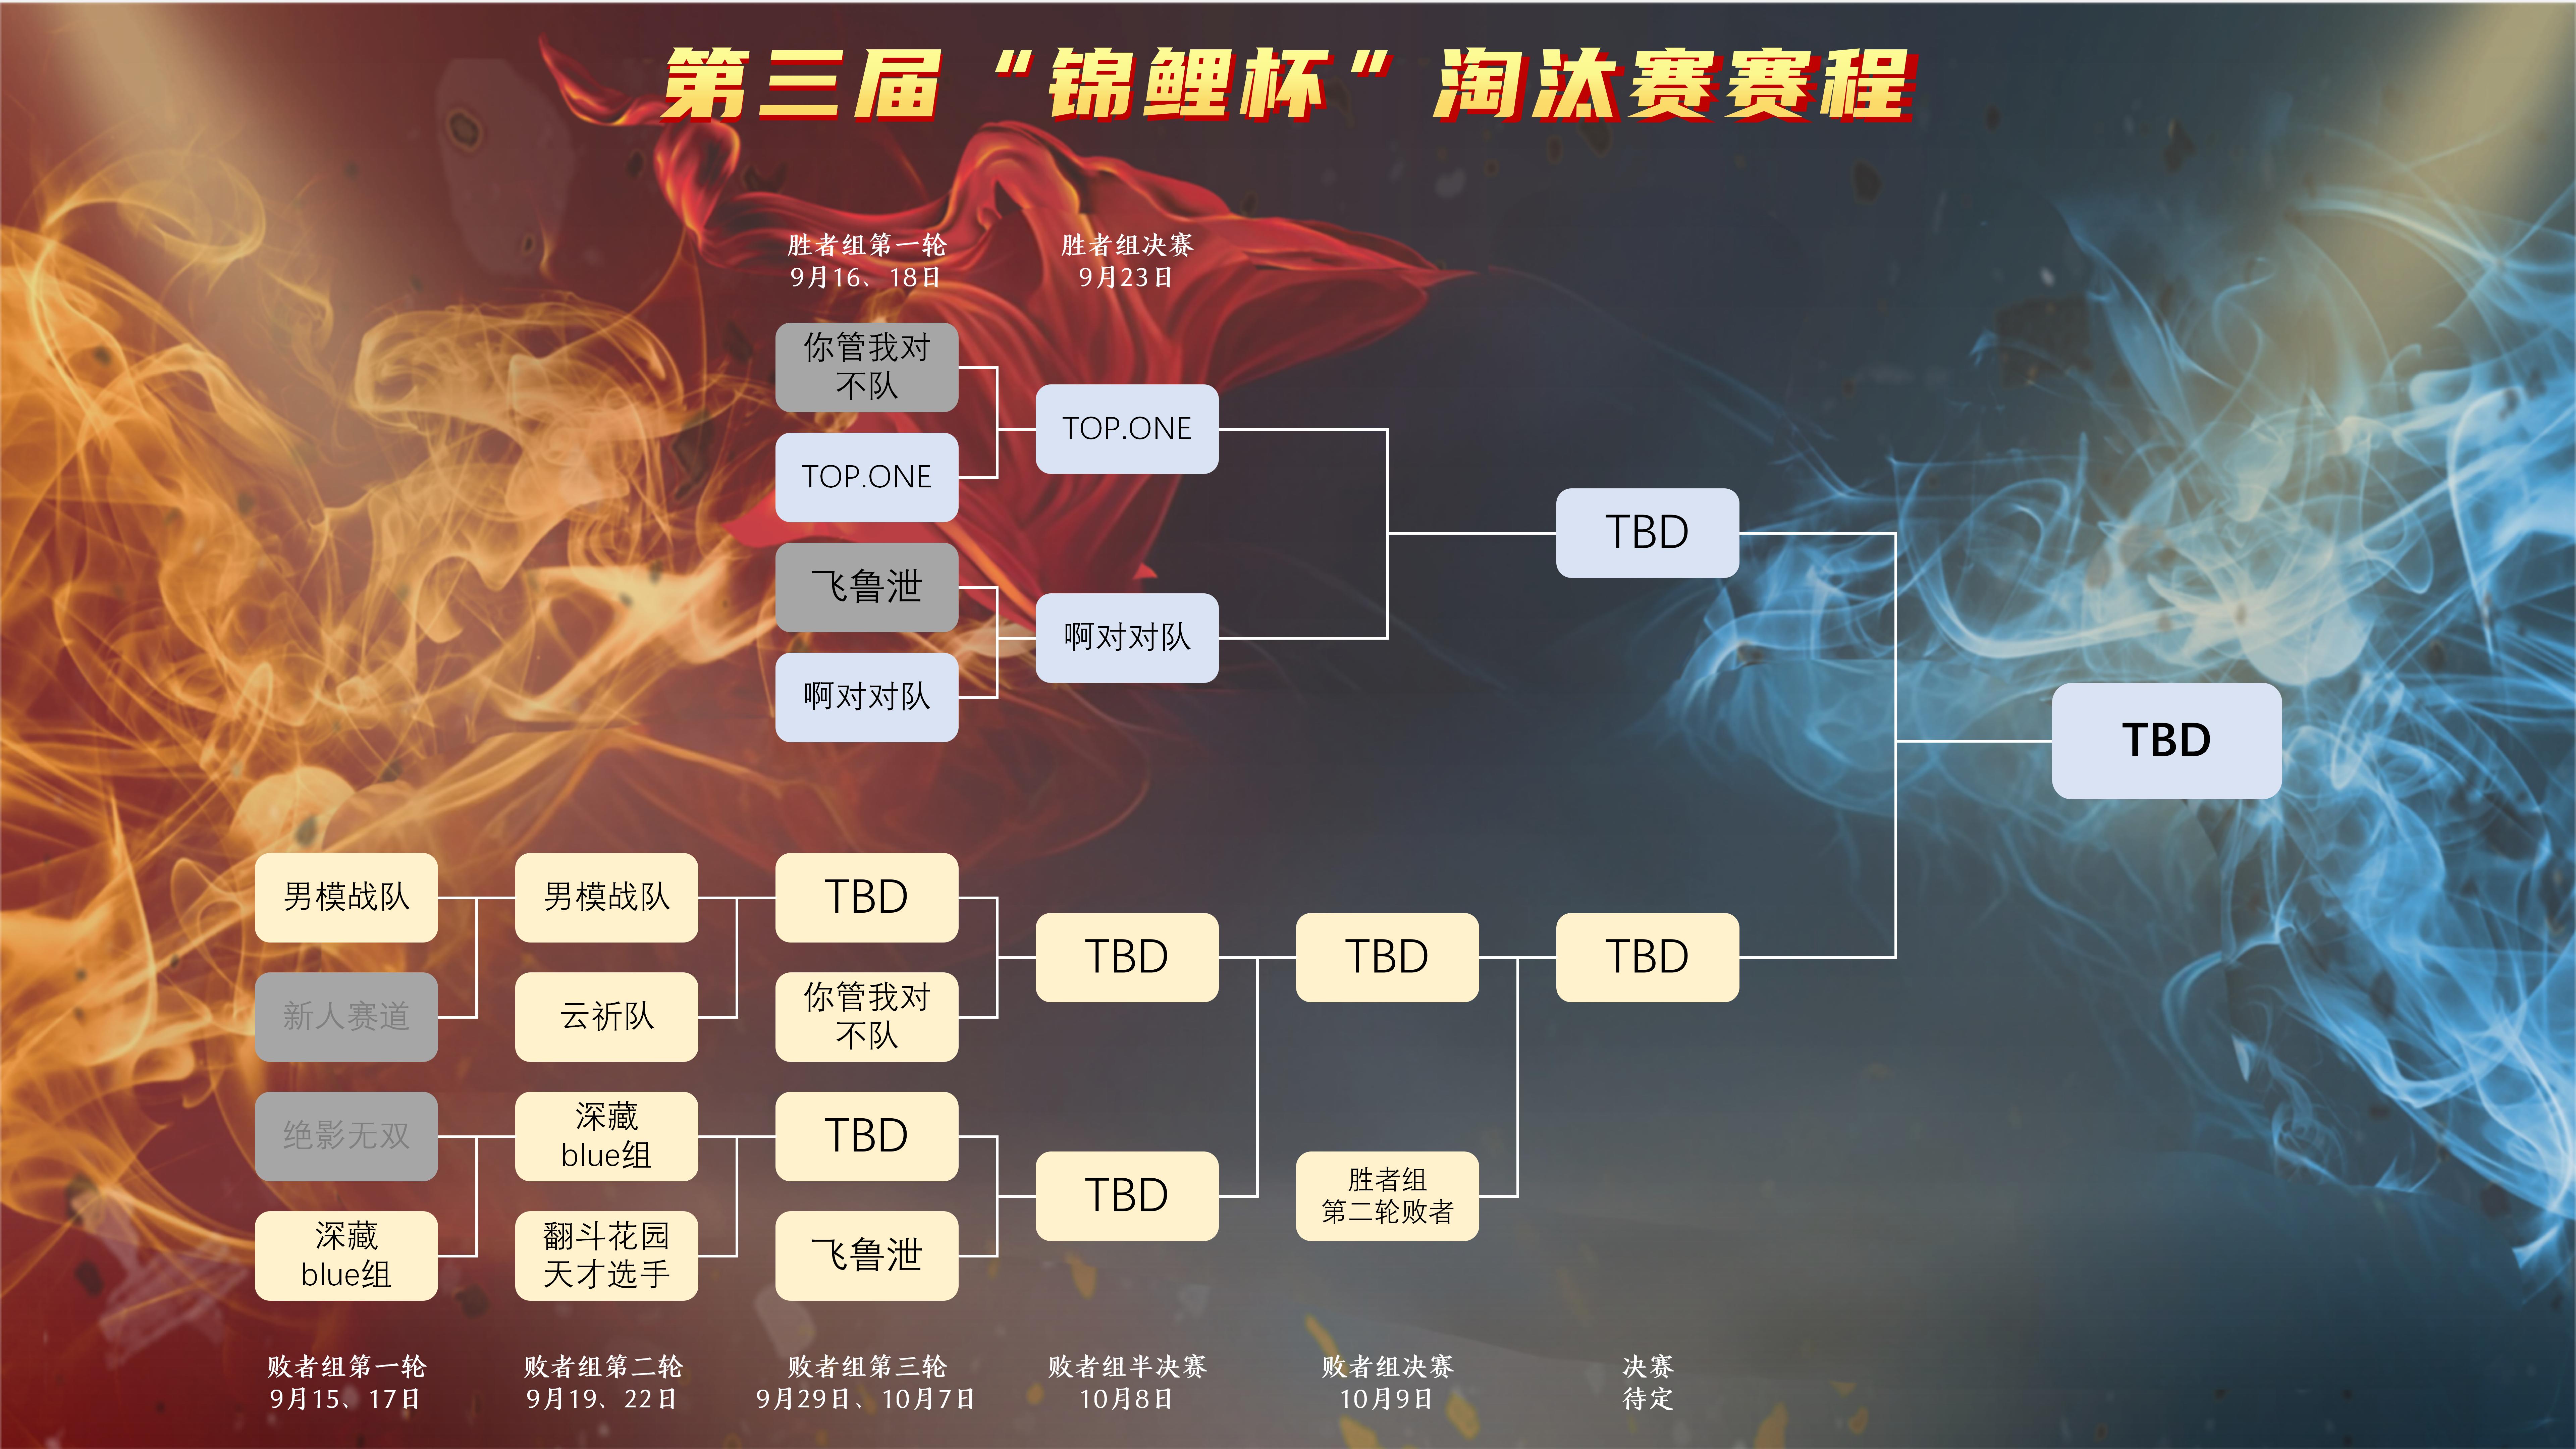 第三届“锦鲤杯”淘汰赛赛程
胜者组第一轮
9月16、18日
胜者组决赛
9月23日
你管我对
不队
TOP.ONE
TOP.ONE
TBD
飞鲁泄
啊对对队
啊对对队
TBD
男模战队
男模战队
TBD
新人赛道
云祈队
你管我对
不队
TBD
TBD
TBD
绝影无双
深藏
blue组
TBD
深藏
blue组
翻斗花园
天才选手
飞鲁泄
TBD
胜者组
第二轮败者
败者组第一轮
9月15、17日
败者组第二轮
9月19、22日
败者组第三轮
9月29日、10月7日
败者组半决赛
10月8日
败者组决赛
10月9日
决赛
待定